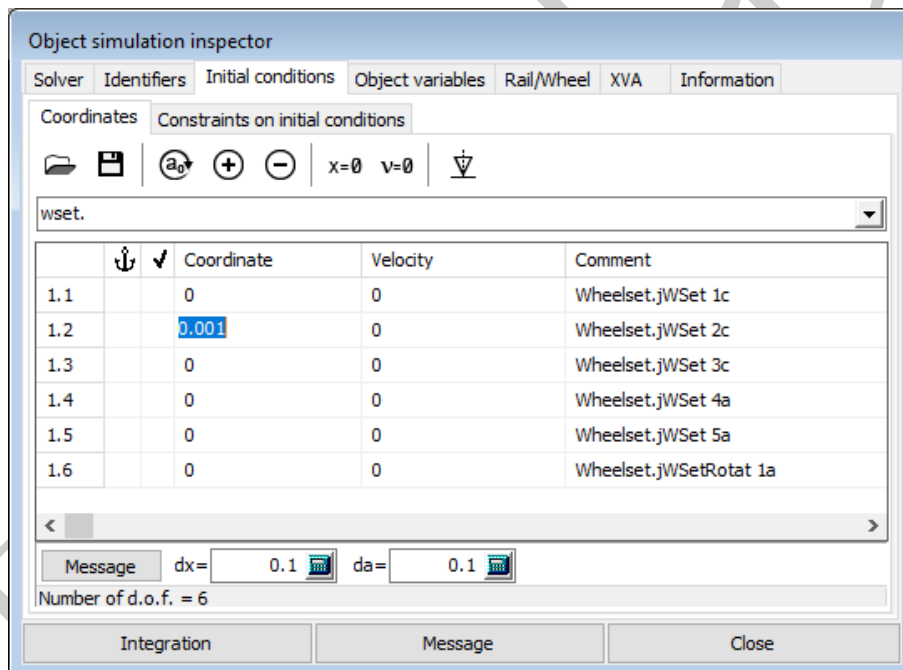 Object simulation inspector
Solver Identifiers Initial conditions Object variables Rail/Wheel XVA Information
Coordinates Constraints on initial conditions
a₀ x=0 v=0
wset.
Coordinate Velocity Comment
1.1 0 0 Wheelset.jWSet 1c
1.2 0.001 0 Wheelset.jWSet 2c
1.3 0 0 Wheelset.jWSet 3c
1.4 0 0 Wheelset.jWSet 4a
1.5 0 0 Wheelset.jWSet 5a
1.6 0 0 Wheelset.jWSetRotat 1a
Message dx= 0.1 da= 0.1
Number of d.o.f. = 6
Integration Message Close